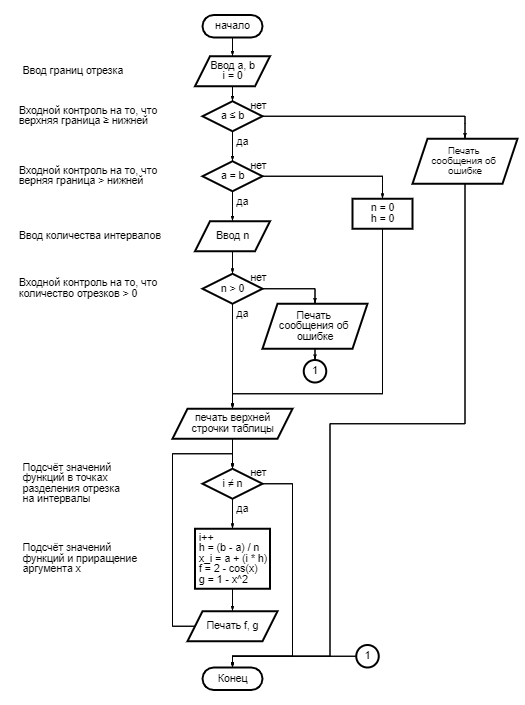 начало
Ввод границ отрезка
Ввод a, b
i = 0
Входной контроль на то, что
верхняя граница ≥ нижней
a ≤ b
нет
да
Печать
сообщения об
ошибке
Входной контроль на то, что
верняя граница > нижней
a = b
нет
да
n = 0
h = 0
Ввод количества интервалов
Ввод n
Входной контроль на то, что
количество отрезков > 0
n > 0
нет
да
Печать
сообщения об
ошибке
1
печать верхней
строчки таблицы
Подсчёт значений
функций в точках
разделения отрезка
на интервалы
i ≠ n
нет
да
Подсчёт значений
функций и приращение
аргумента x
i++
h = (b - a) / n
x_i = a + (i * h)
f = 2 - cos(x)
g = 1 - x^2
Печать f, g
1
Конец